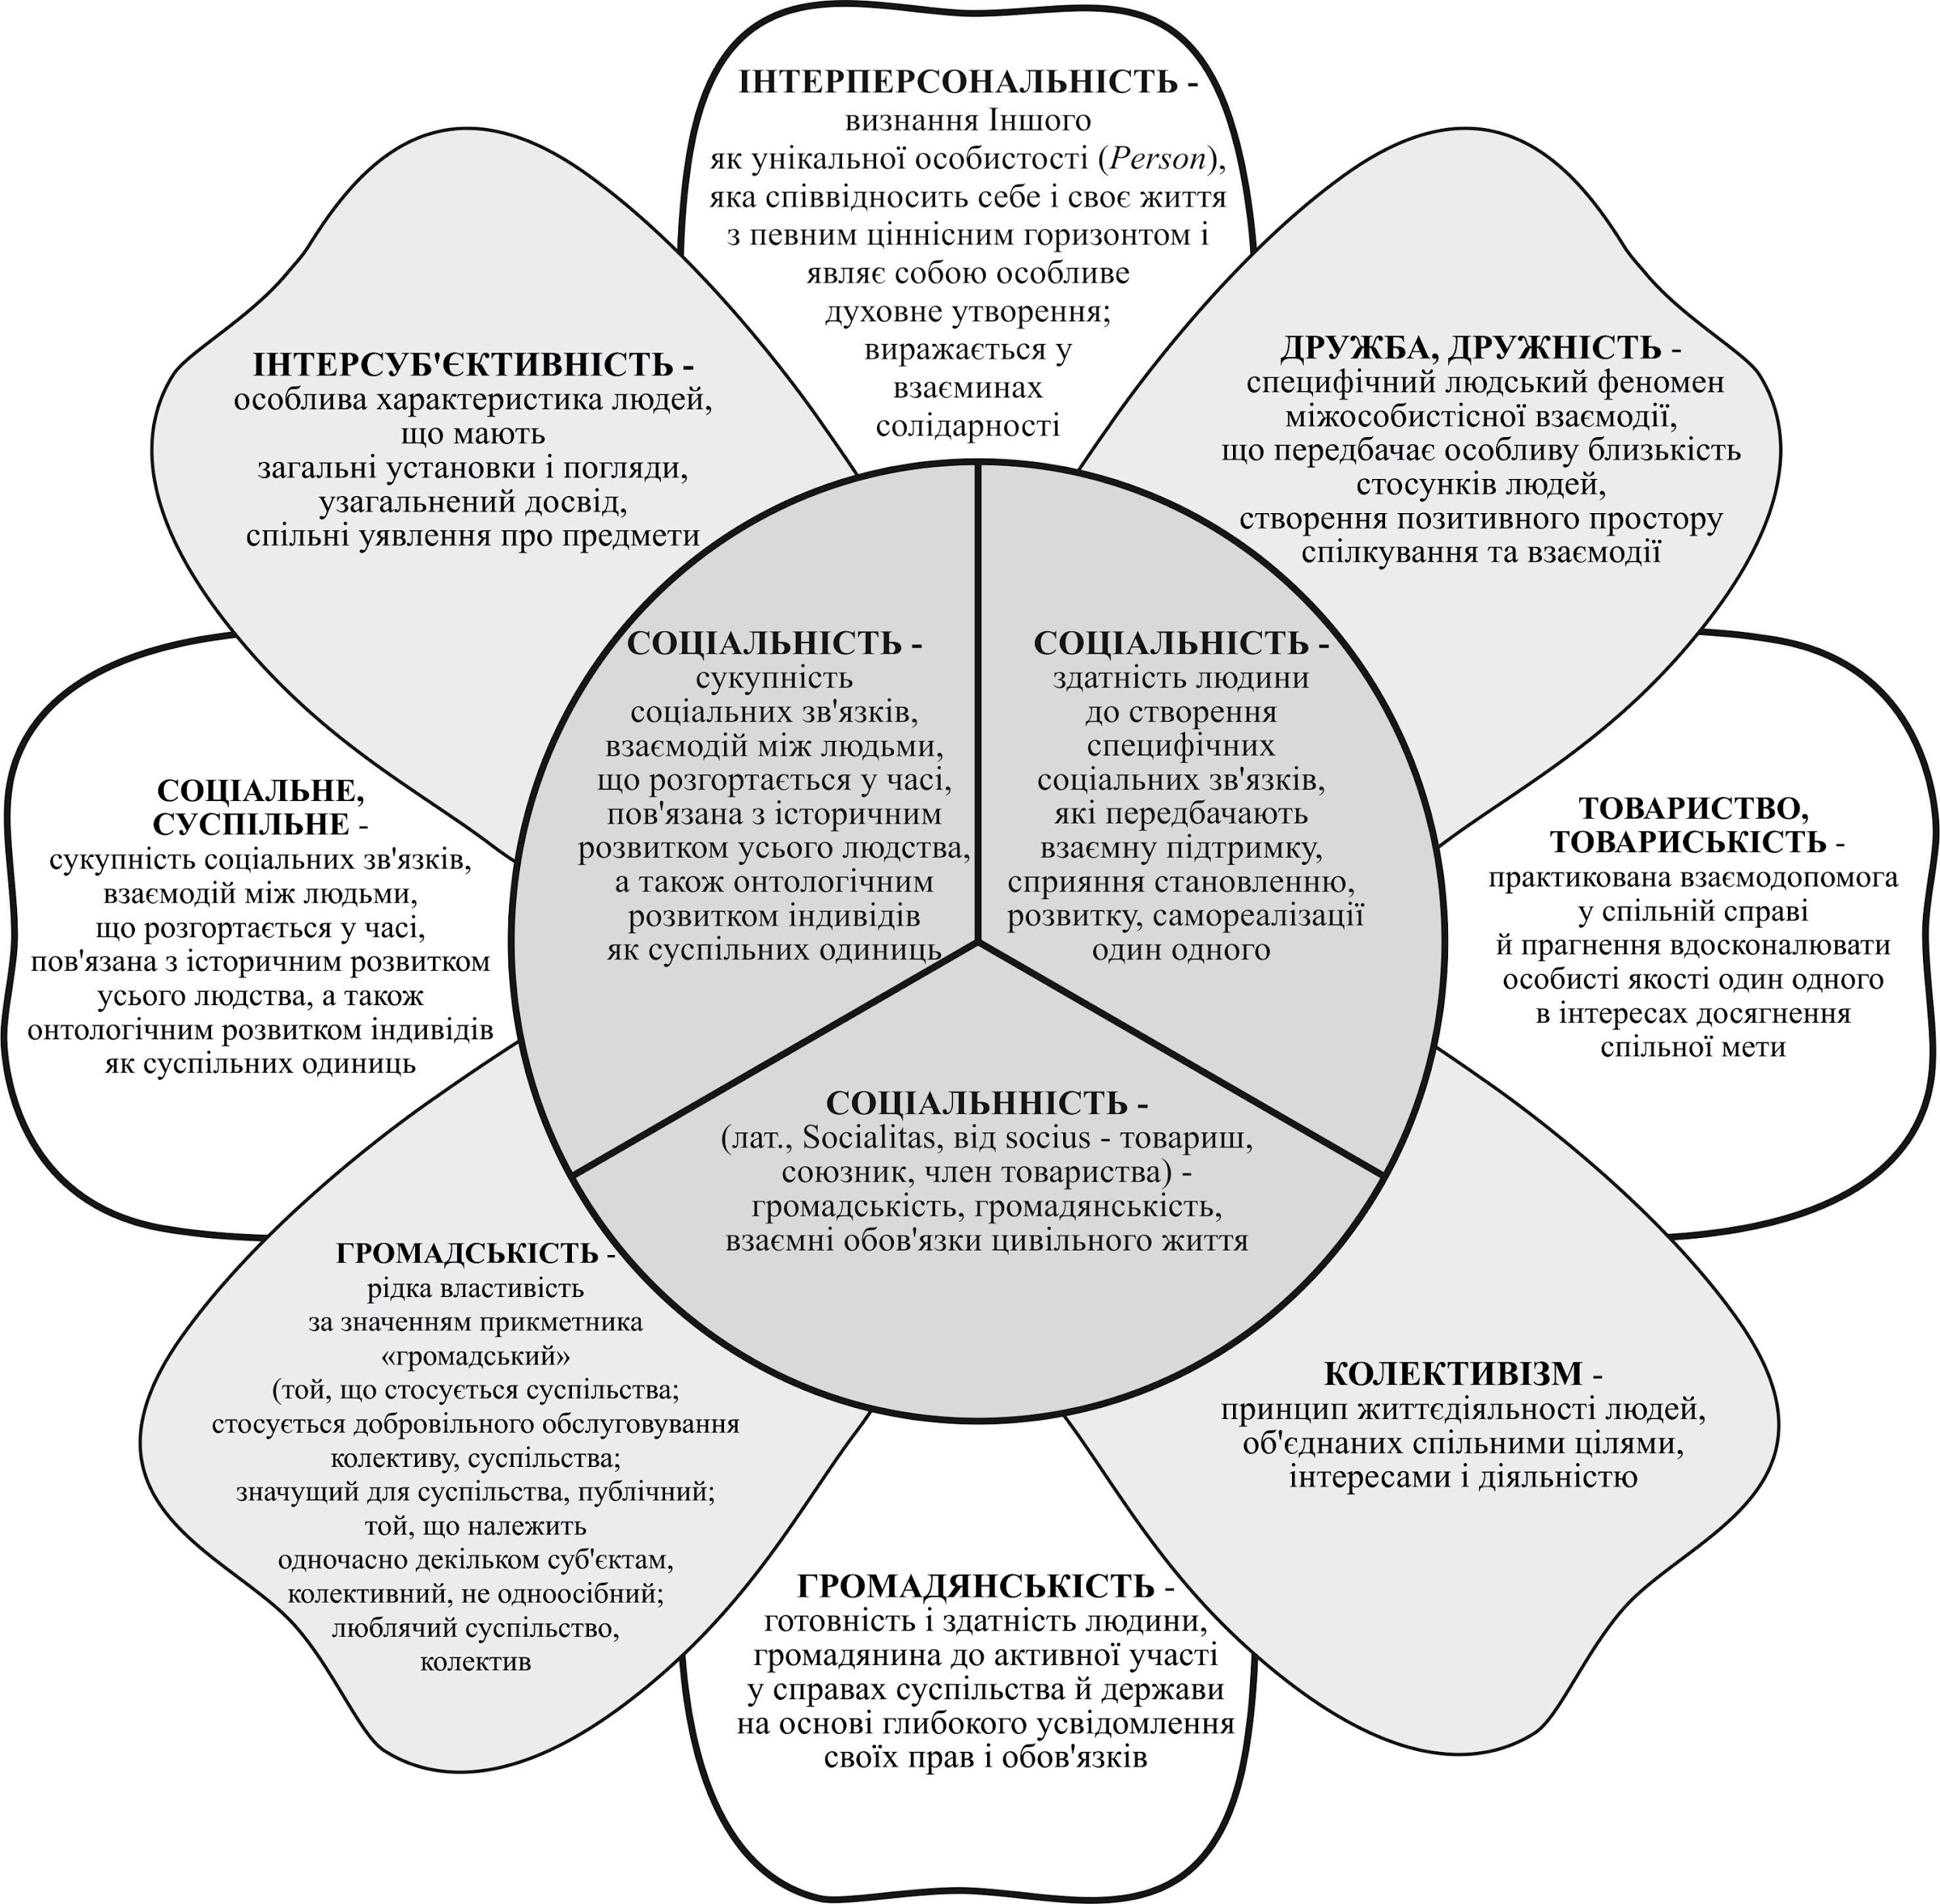 ІНТЕРПЕРСОНАЛЬНІСТЬ -
визнання Іншого
як унікальної особистості (Person),
яка співвідносить себе і своє життя
з певним ціннісним горизонтом і
являє собою особливе
духовне утворення;
виражається у
взаєминах
солідарності
ІНТЕРСУБ'ЄКТИВНІСТЬ -
особлива характеристика людей,
що мають
загальні установки і погляди,
узагальнений досвід,
спільні уявлення про предмети
ДРУЖБА, ДРУЖНІСТЬ -
специфічний людський феномен
міжособистісної взаємодії,
що передбачає особливу близькість
стосунків людей,
створення позитивного простору
спілкування та взаємодії
СОЦІАЛЬНЕ,
СУСПІЛЬНЕ -
сукупність соціальних зв'язків,
взаємодій між людьми,
що розгортається у часі,
пов'язана з історичним розвитком
усього людства, а також
онтологічним розвитком індивідів
як суспільних одиниць
СОЦІАЛЬНІСТЬ -
сукупність
соціальних зв'язків,
взаємодій між людьми,
що розгортається у часі,
пов'язана з історичним
розвитком усього людства,
а також онтологічним
розвитком індивідів
як суспільних одиниць
СОЦІАЛЬНІСТЬ -
здатність людини
до створення
специфічних
соціальних зв'язків,
які передбачають
взаємну підтримку,
сприяння становленню,
розвитку, самореалізації
один одного
ТОВАРИСТВО,
ТОВАРИСЬКІСТЬ -
практикована взаємодопомога
у спільній справі
й прагнення вдосконалювати
особисті якості один одного
в інтересах досягнення
спільної мети
СОЦІАЛЬННІСТЬ -
(лат., Socialitas, від socius - товариш,
союзник, член товариства) -
громадськість, громадянськість,
взаємні обов'язки цивільного життя
ГРОМАДСЬКІСТЬ -
рідка властивість
за значенням прикметника
«громадський»
(той, що стосується суспільства;
стосується добровільного обслуговування
колективу, суспільства;
значущий для суспільства, публічний;
той, що належить
одночасно декільком суб'єктам,
колективний, не одноосібний;
люблячий суспільство,
колектив
КОЛЕКТИВІЗМ -
принцип життєдіяльності людей,
об'єднаних спільними цілями,
інтересами і діяльністю
ГРОМАДЯНСЬКІСТЬ -
готовність і здатність людини,
громадянина до активної участі
у справах суспільства й держави
на основі глибокого усвідомлення
своїх прав і обов'язків